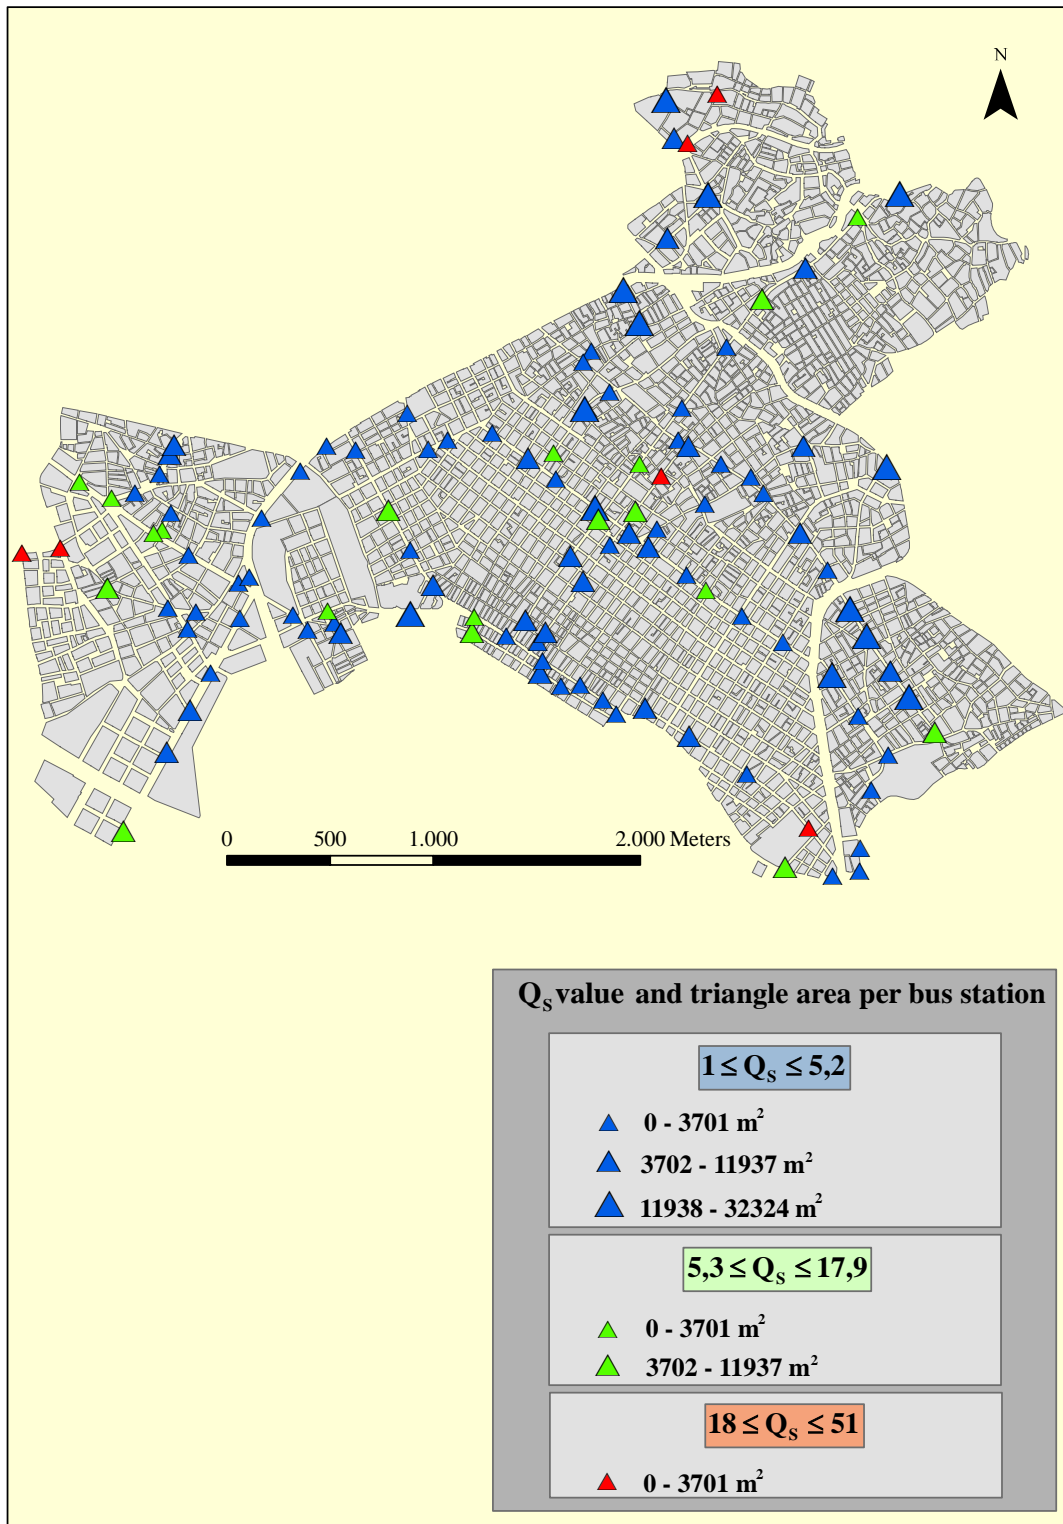 N
0 500 1.000 2.000 Meters
Qs value and triangle area per bus station
1 ≤ Qs ≤ 5,2
0 - 3701 m²
3702 - 11937 m²
11938 - 32324 m²
5,3 ≤ Qs ≤ 17,9
0 - 3701 m²
3702 - 11937 m²
18 ≤ Qs ≤ 51
0 - 3701 m²